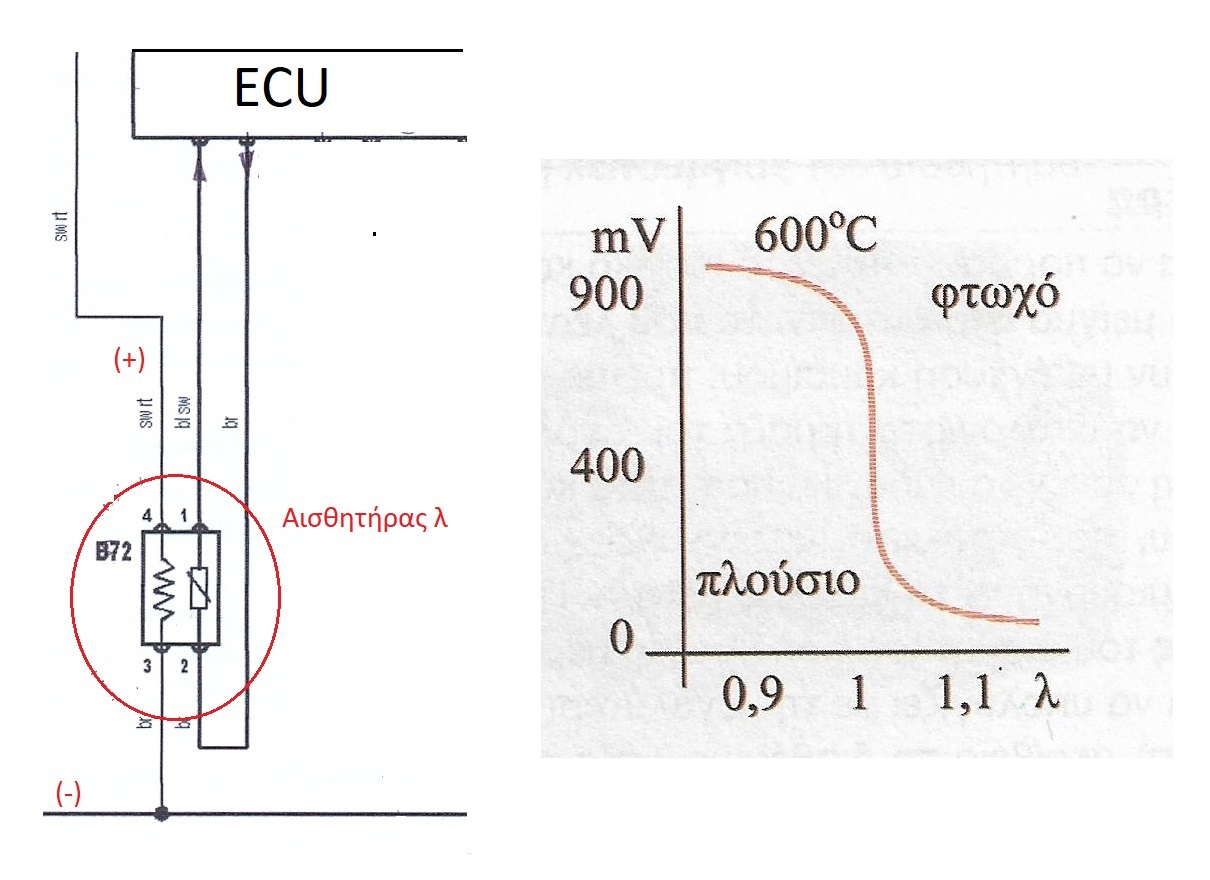 ECU
sw rt
(+)
sw rt
bl sw
br
Αισθητήρας λ
4 1
B72
3 2
br
(-)
mV
600°C
900
φτωχό
400
πλούσιο
0
0,9 1 1,1 λ